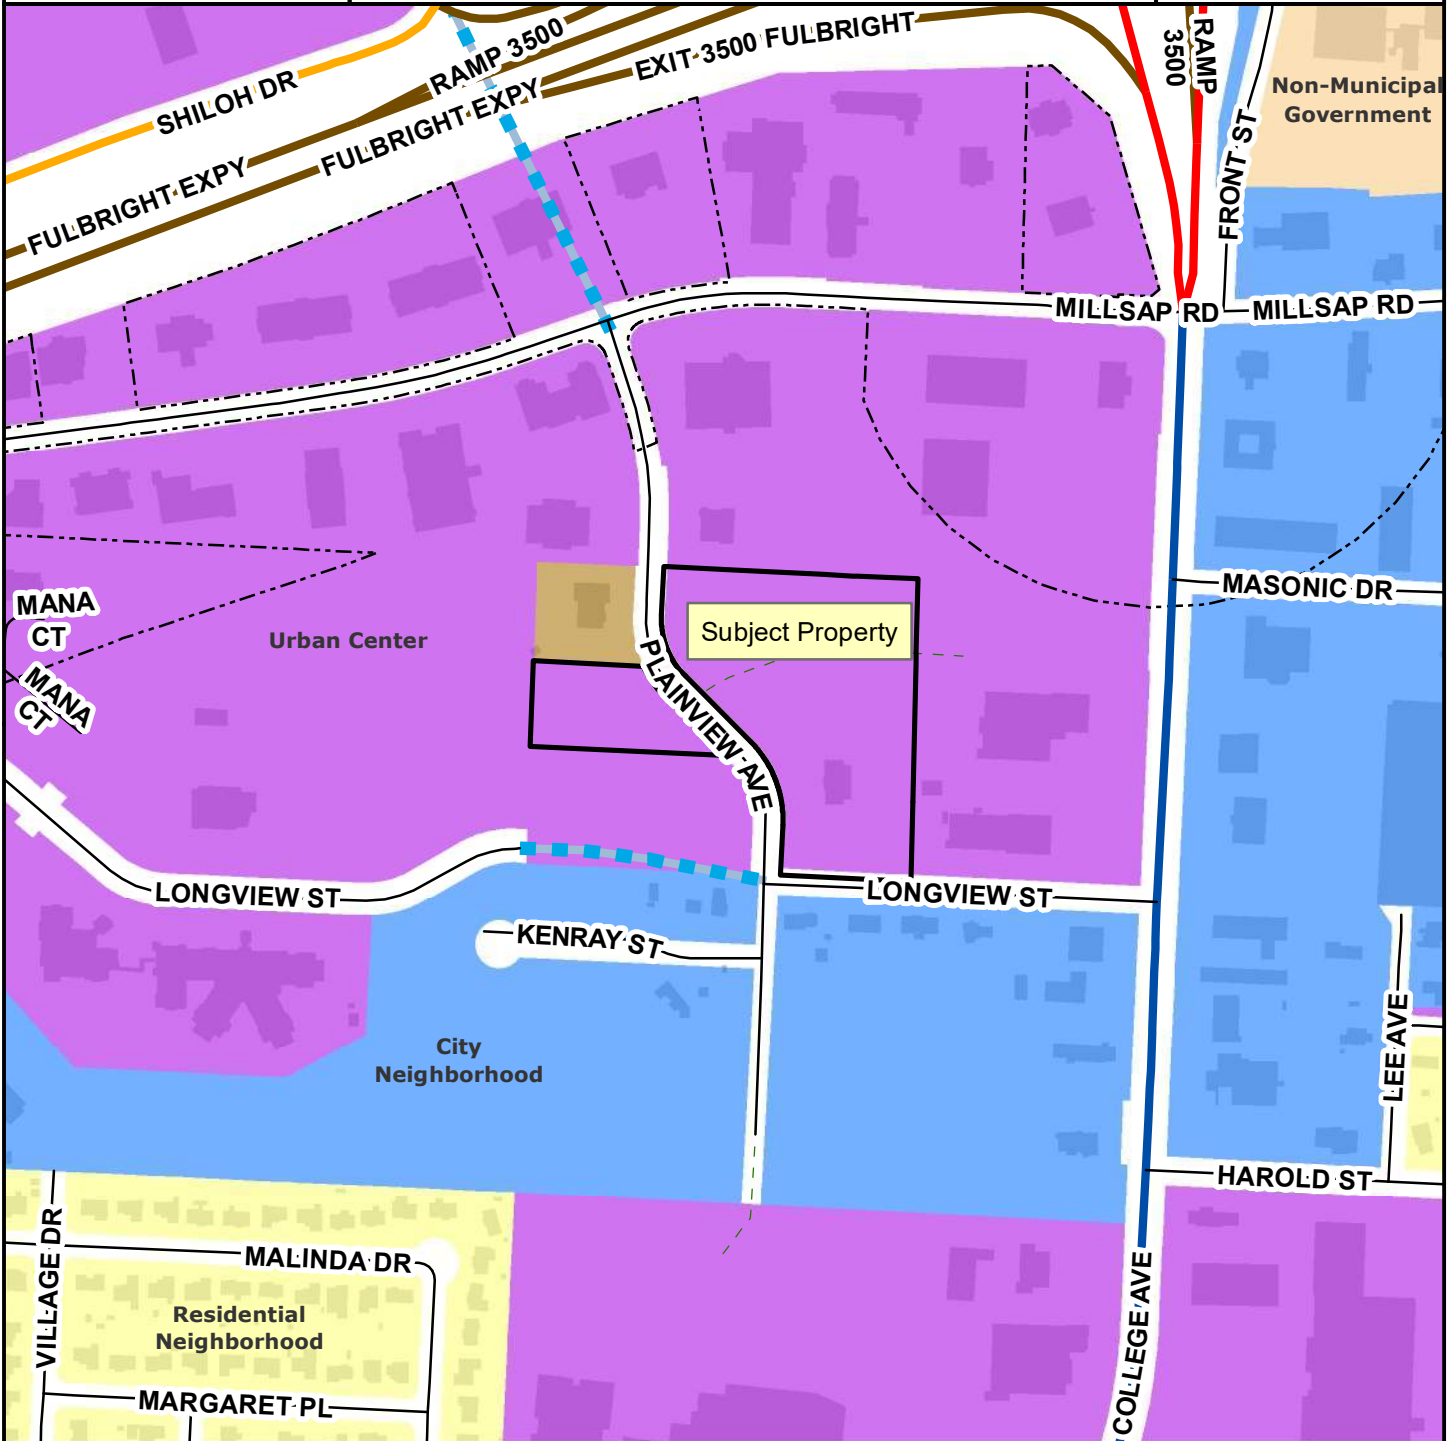 RAMP 3500
EXIT 3500 FULBRIGHT
3500
RAMP
SHILOH DR
FULBRIGHT EXPY
FULBRIGHT EXPY
Non-Municipal
Government
FRONT ST
MILLSAP RD
MILLSAP RD
MASONIC DR
MANA
CT
MANA
CT
Urban Center
Subject Property
PLAINVIEW AVE
LONGVIEW ST
LONGVIEW ST
KENRAY ST
City
Neighborhood
LEE AVE
HAROLD ST
VILLAGE DR
MALINDA DR
Residential
Neighborhood
MARGARET PL
COLLEGE AVE